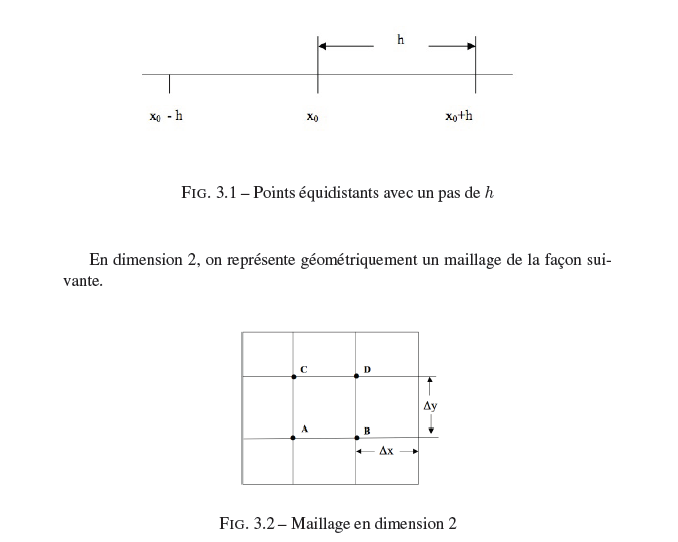 h
x₀ - h
x₀
x₀+h
FIG. 3.1 – Points équidistants avec un pas de h
En dimension 2, on représente géométriquement un maillage de la façon sui-
vante.
C
D
Δy
A
B
Δx
FIG. 3.2 – Maillage en dimension 2